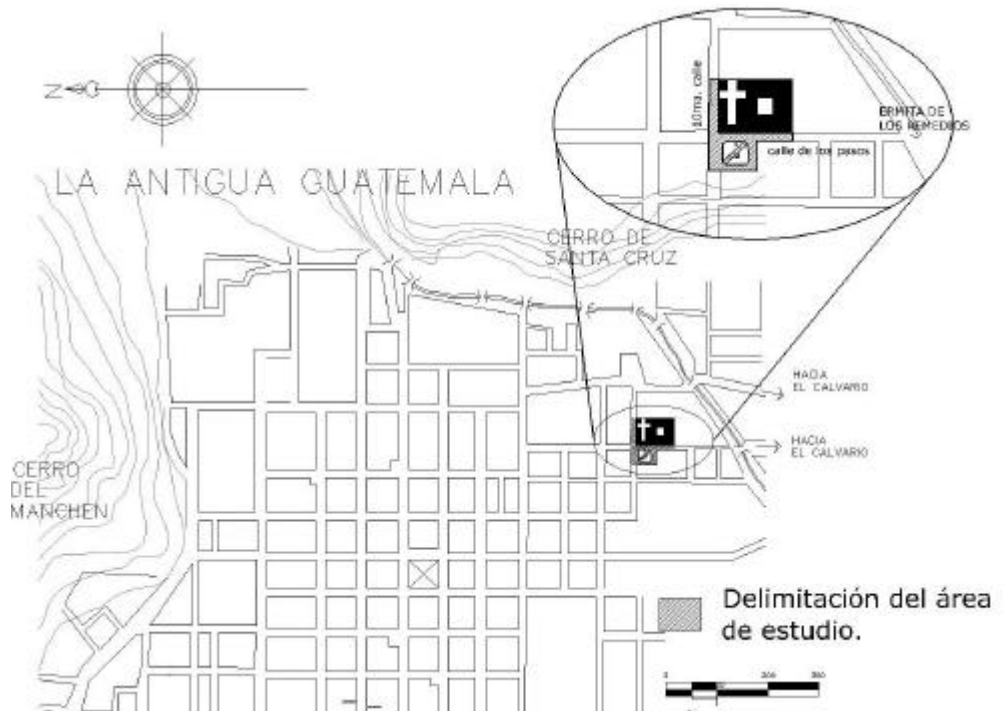 N
LA ANTIGUA GUATEMALA
10ma. calle
ERMITA DE
LOS REMEDIOS
calle de los pasos
CERRO DE
SANTA CRUZ
HACIA
EL CALVARIO
HACIA
EL CALVARIO
CERRO
DEL
MANCHEN
Delimitación del área
de estudio.